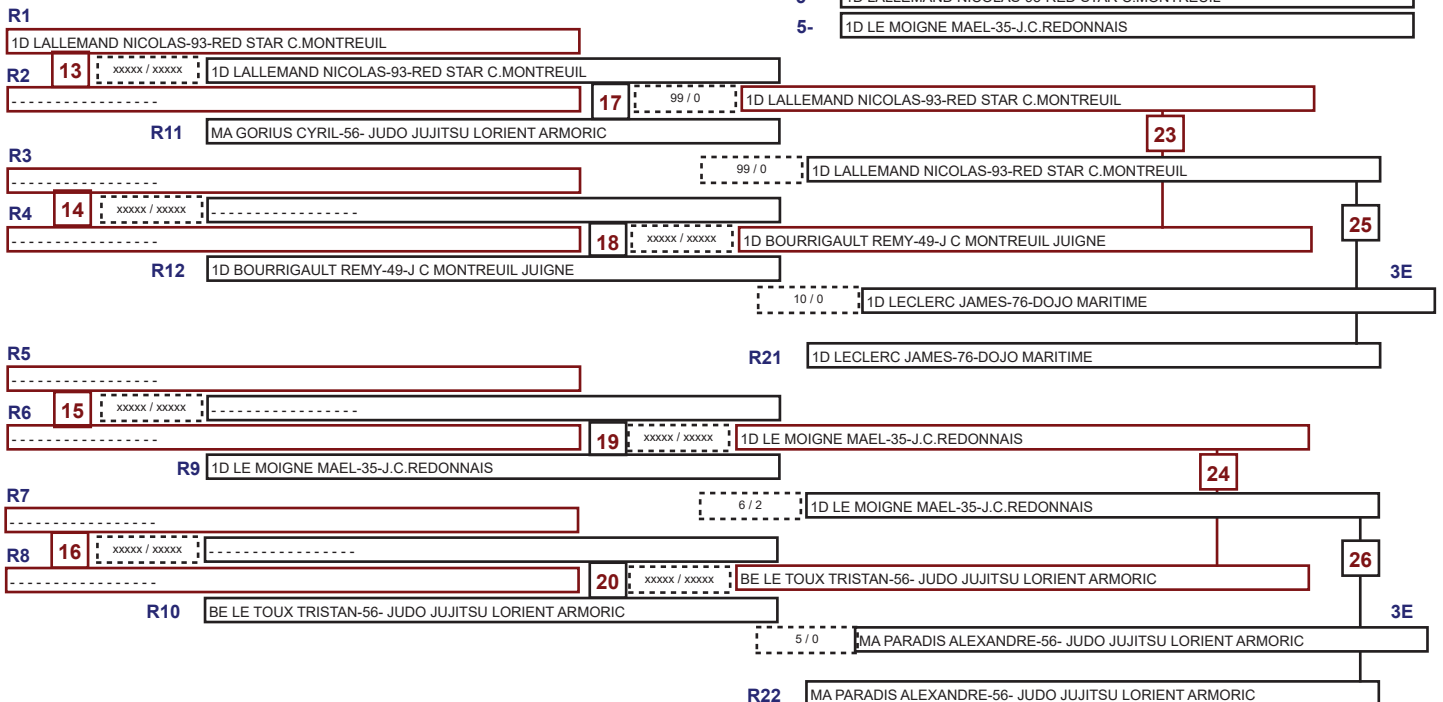 1D LALLEMAND NICOLAS-93-RED STAR C.MONTREUIL
R1
5- 1D LE MOIGNE MAEL-35-J.C.REDONNAIS
1D LALLEMAND NICOLAS-93-RED STAR C.MONTREUIL
R2 13 xxxxx / xxxxx 1D LALLEMAND NICOLAS-93-RED STAR C.MONTREUIL
- - - - - - - - - - - - - - - - - 17 99 / 0 1D LALLEMAND NICOLAS-93-RED STAR C.MONTREUIL
R11 MA GORIUS CYRIL-56- JUDO JUJITSU LORIENT ARMORIC
23
R3
99 / 0 1D LALLEMAND NICOLAS-93-RED STAR C.MONTREUIL
- - - - - - - - - - - - - - - - -
R4 14 xxxxx / xxxxx - - - - - - - - - - - - - - - - -
25
- - - - - - - - - - - - - - - - - 18 xxxxx / xxxxx 1D BOURRIGAULT REMY-49-J C MONTREUIL JUIGNE
R12 1D BOURRIGAULT REMY-49-J C MONTREUIL JUIGNE
3E
10 / 0 1D LECLERC JAMES-76-DOJO MARITIME
R5
R21 1D LECLERC JAMES-76-DOJO MARITIME
- - - - - - - - - - - - - - - - -
R6 15 xxxxx / xxxxx - - - - - - - - - - - - - - - - -
- - - - - - - - - - - - - - - - - 19 xxxxx / xxxxx 1D LE MOIGNE MAEL-35-J.C.REDONNAIS
R9 1D LE MOIGNE MAEL-35-J.C.REDONNAIS
24
R7
6 / 2 1D LE MOIGNE MAEL-35-J.C.REDONNAIS
- - - - - - - - - - - - - - - - -
R8 16 xxxxx / xxxxx - - - - - - - - - - - - - - - - -
26
- - - - - - - - - - - - - - - - - 20 xxxxx / xxxxx BE LE TOUX TRISTAN-56- JUDO JUJITSU LORIENT ARMORIC
R10 BE LE TOUX TRISTAN-56- JUDO JUJITSU LORIENT ARMORIC
3E
5 / 0 MA PARADIS ALEXANDRE-56- JUDO JUJITSU LORIENT ARMORIC
R22 MA PARADIS ALEXANDRE-56- JUDO JUJITSU LORIENT ARMORIC